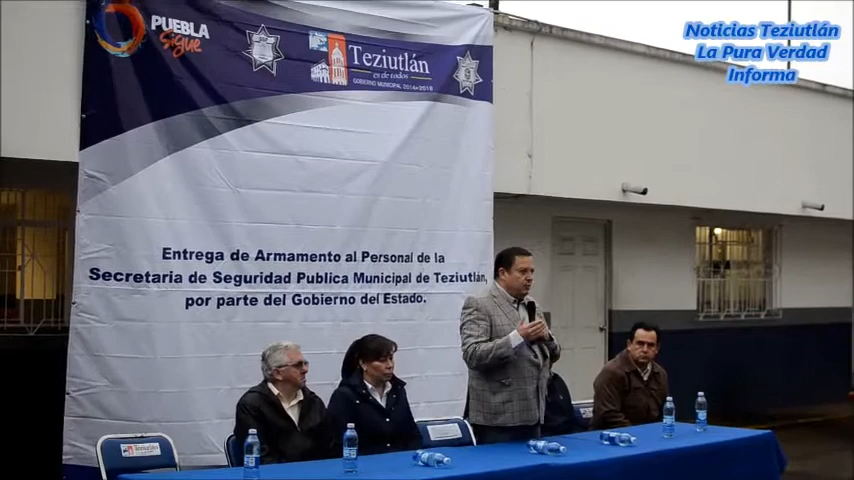 PUEBLA
Sigue
Teziutlán
es de todos
GOBIERNO MUNICIPAL 2014•2018
Noticias Teziutlán
La Pura Verdad
Informa
Entrega de Armamento al Personal de la
Secretaria de Seguridad Publica Municipal de Teziutlán,
por parte del Gobierno del Estado.